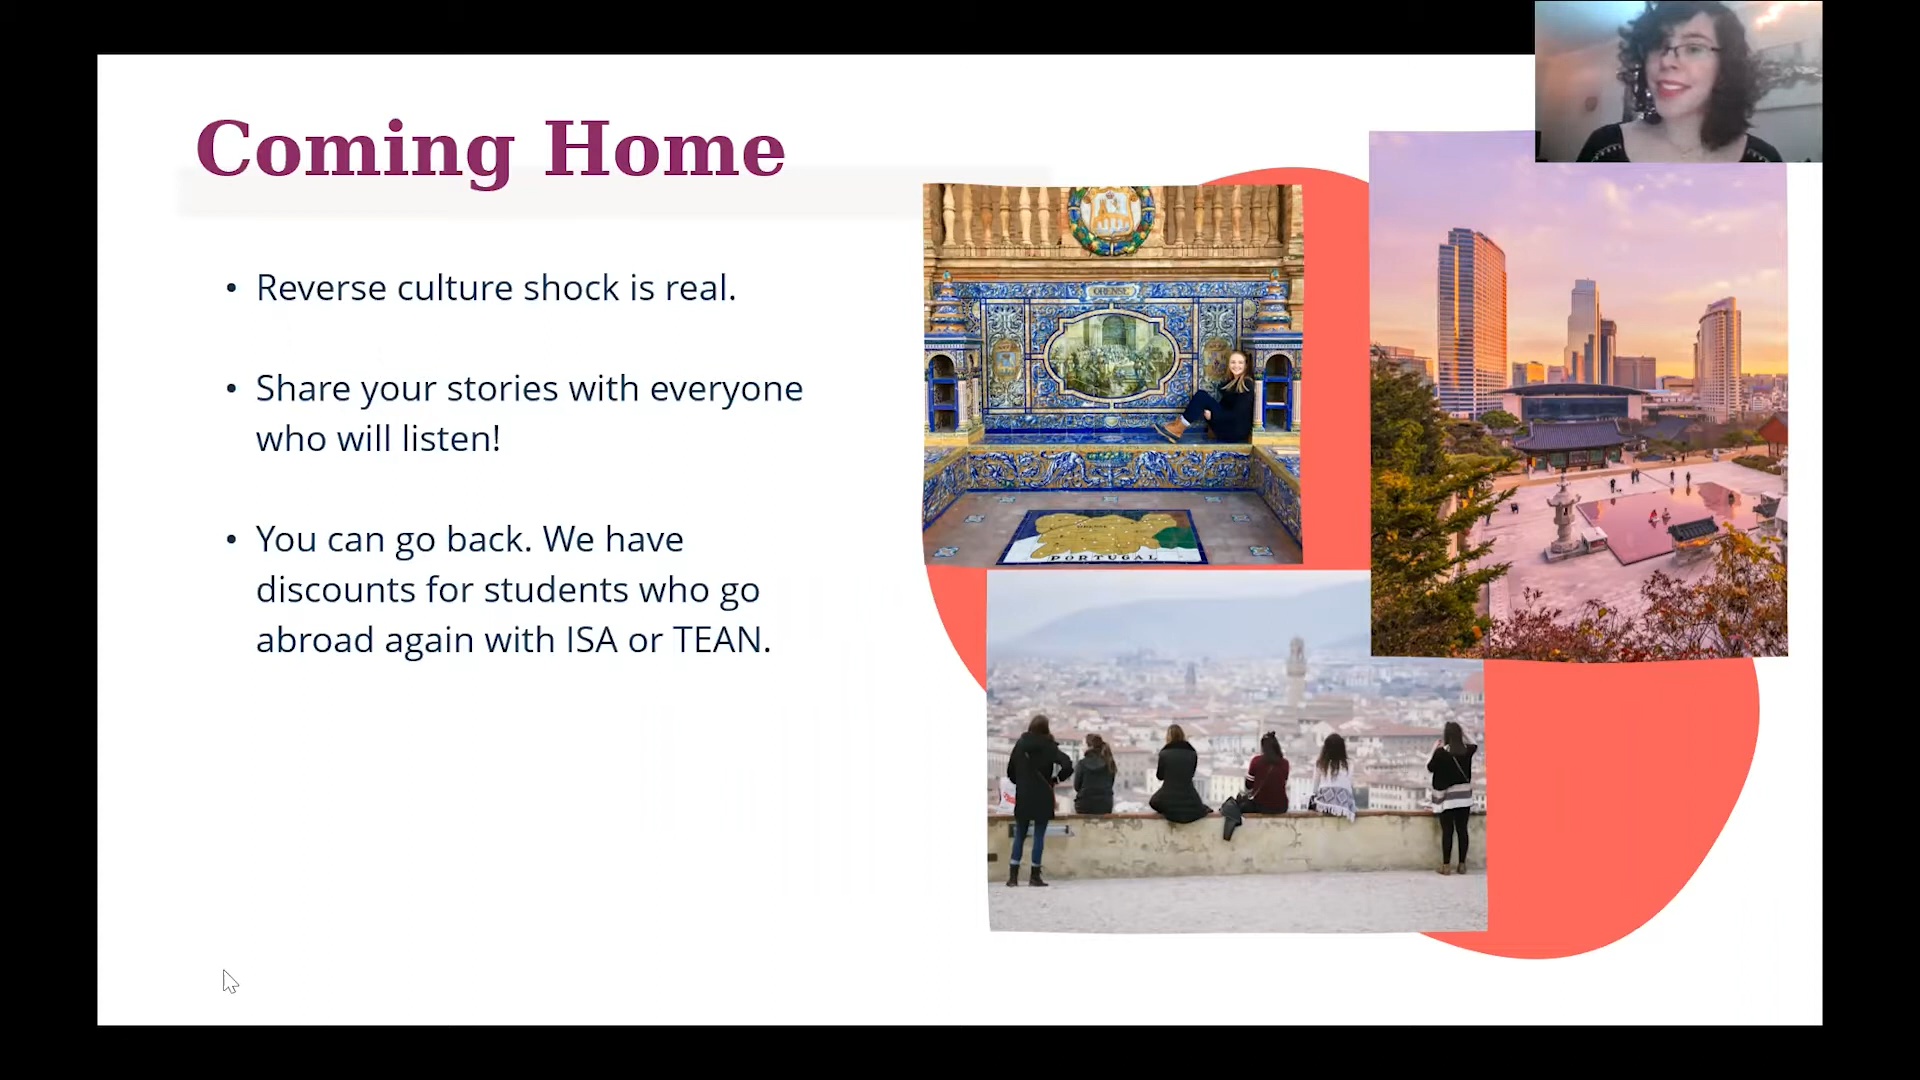 Coming Home
• Reverse culture shock is real.
• Share your stories with everyone
who will listen!
• You can go back. We have
discounts for students who go
abroad again with ISA or TEAN.
ORENSE
PORTUGAL